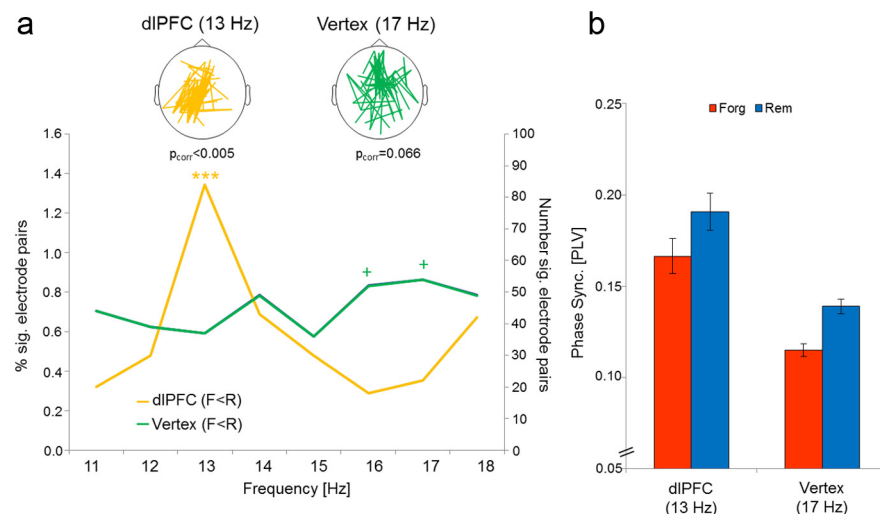 a
dlPFC (13 Hz)
Vertex (17 Hz)
p_corr<0.005
p_corr=0.066
% sig. electrode pairs
1.6
1.4
1.2
1.0
0.8
0.6
0.4
0.2
0.0
***
+
+
dlPFC (F<R)
Vertex (F<R)
100
90
80
70
60
50
40
30
20
10
0
Number sig. electrode pairs
11 12 13 14 15 16 17 18
Frequency [Hz]
b
Forg Rem
Phase Sync. [PLV]
0.25
0.20
0.15
0.10
0.05
dlPFC
(13 Hz)
Vertex
(17 Hz)